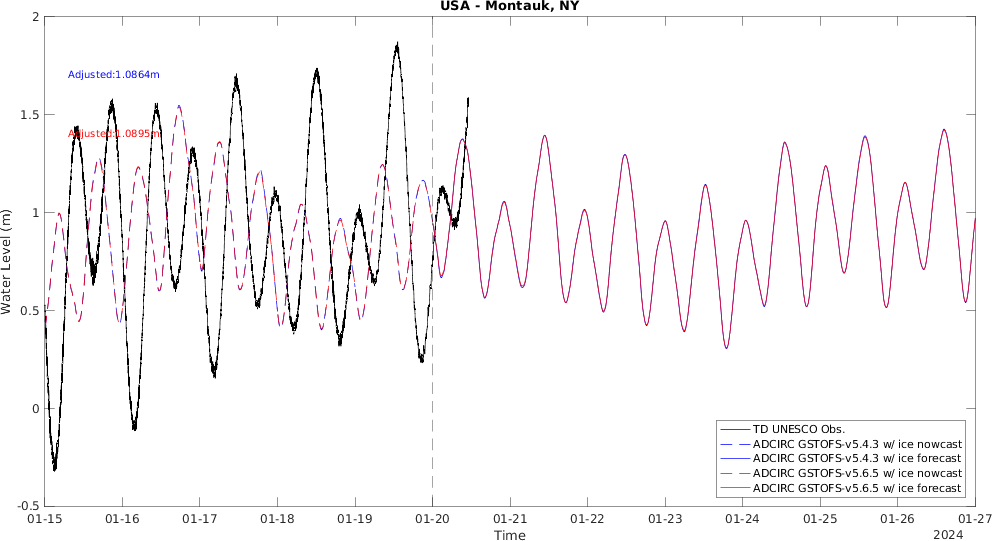 USA - Montauk, NY
2
1.5
1
0.5
0
-0.5
Water Level (m)
Adjusted:1.0864m
Adjusted:1.0895m
TD UNESCO Obs.
ADCIRC GSTOFS-v5.4.3 w/ ice nowcast
ADCIRC GSTOFS-v5.4.3 w/ ice forecast
ADCIRC GSTOFS-v5.6.5 w/ ice nowcast
ADCIRC GSTOFS-v5.6.5 w/ ice forecast
01-15 01-16 01-17 01-18 01-19 01-20 01-21 01-22 01-23 01-24 01-25 01-26 01-27
Time
2024